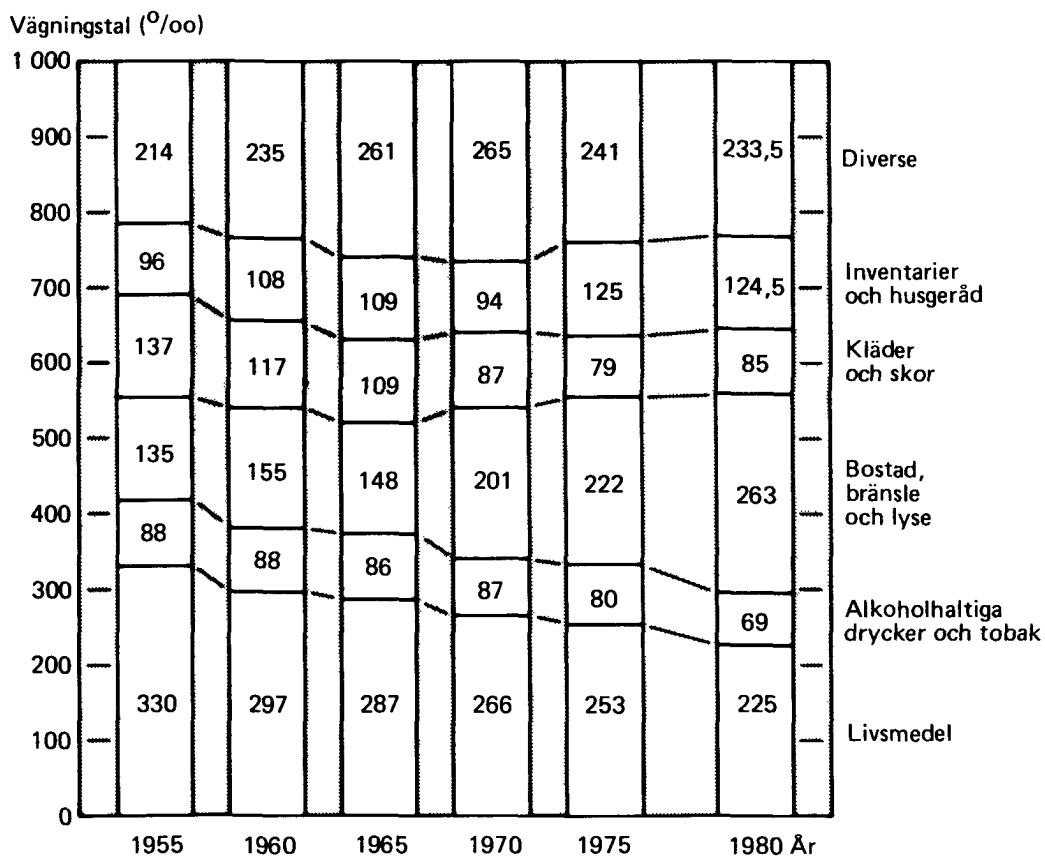 Vägningstal (⁰/oo)
1 000
900
800
700
600
500
400
300
200
100
0
214 235 261 265 241 233,5
96 108 109 94 125 124,5
137 117 109 87 79 85
135 155 148 201 222 263
88 88 86 87 80 69
330 297 287 266 253 225
Diverse
Inventarier
och husgeråd
Kläder
och skor
Bostad,
bränsle
och lyse
Alkoholhaltiga
drycker och tobak
Livsmedel
1955 1960 1965 1970 1975 1980 År